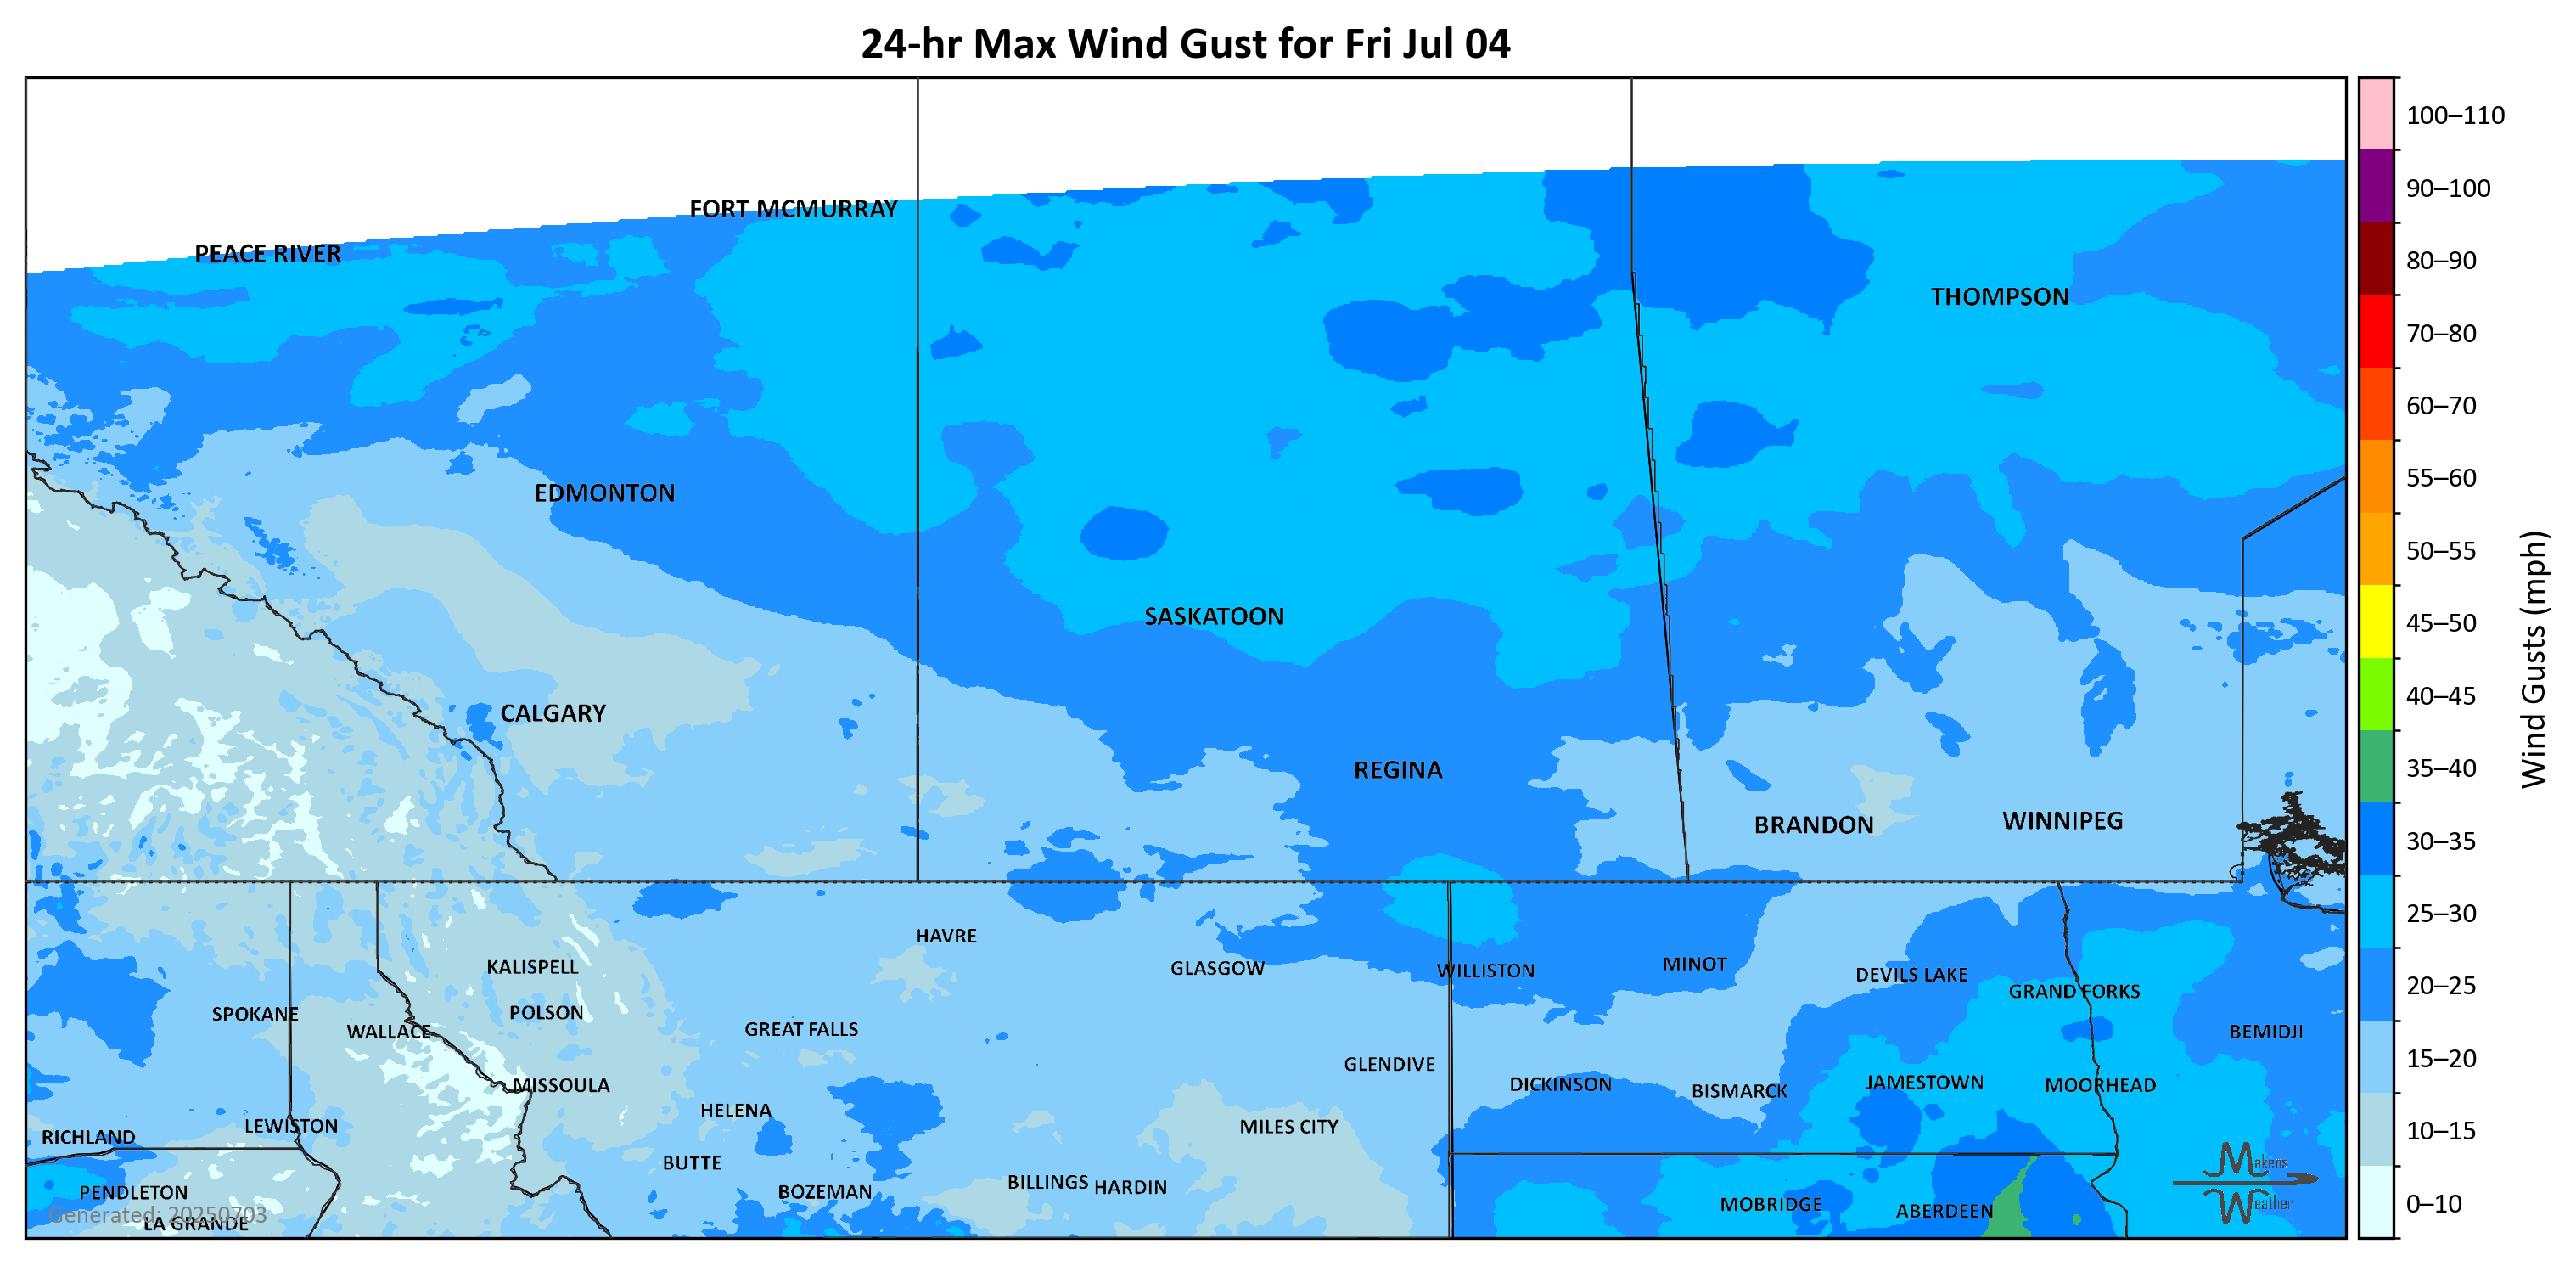 24-hr Max Wind Gust for Fri Jul 04
100–110
90–100
80–90
70–80
60–70
55–60
50–55
45–50
40–45
35–40
30–35
25–30
20–25
15–20
10–15
0–10
Wind Gusts (mph)
FORT MCMURRAY
PEACE RIVER
THOMPSON
EDMONTON
SASKATOON
CALGARY
REGINA
WINNIPEG
BRANDON
HAVRE
MINOT
KALISPELL
GLASGOW
WILLISTON
DEVILS LAKE
GRAND FORKS
POLSON
SPOKANE
GREAT FALLS
WALLACE
BEMIDJI
GLENDIVE
JAMESTOWN
DICKINSON
MISSOULA
MOORHEAD
BISMARCK
HELENA
LEWISTON
MILES CITY
RICHLAND
BUTTE
BILLINGS
HARDIN
PENDLETON
BOZEMAN
MOBRIDGE
ABERDEEN
Generated: 20250703
LA GRANDE
Makens
Weather